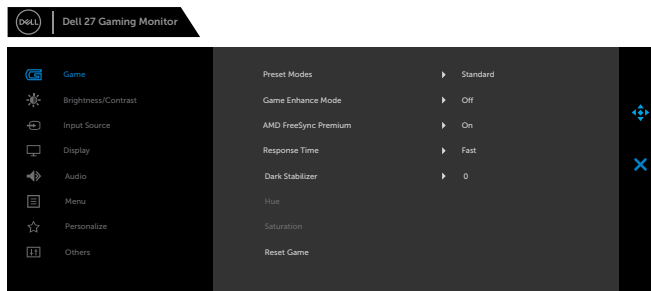 DELL
Dell 27 Gaming Monitor
Game
Preset Modes
Standard
Brightness/Contrast
Game Enhance Mode
Off
Input Source
AMD FreeSync Premium
On
Display
Response Time
Fast
Audio
Dark Stabilizer
0
Menu
Hue
Personalize
Saturation
Others
Reset Game